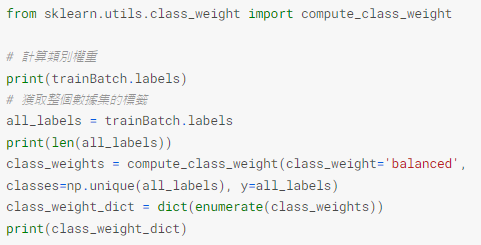 from sklearn.utils.class_weight import compute_class_weight
# 計算類別權重
print(trainBatch.labels)
# 獲取整個數據集的標籤
all_labels = trainBatch.labels
print(len(all_labels))
class_weights = compute_class_weight(class_weight='balanced',
classes=np.unique(all_labels), y=all_labels)
class_weight_dict = dict(enumerate(class_weights))
print(class_weight_dict)